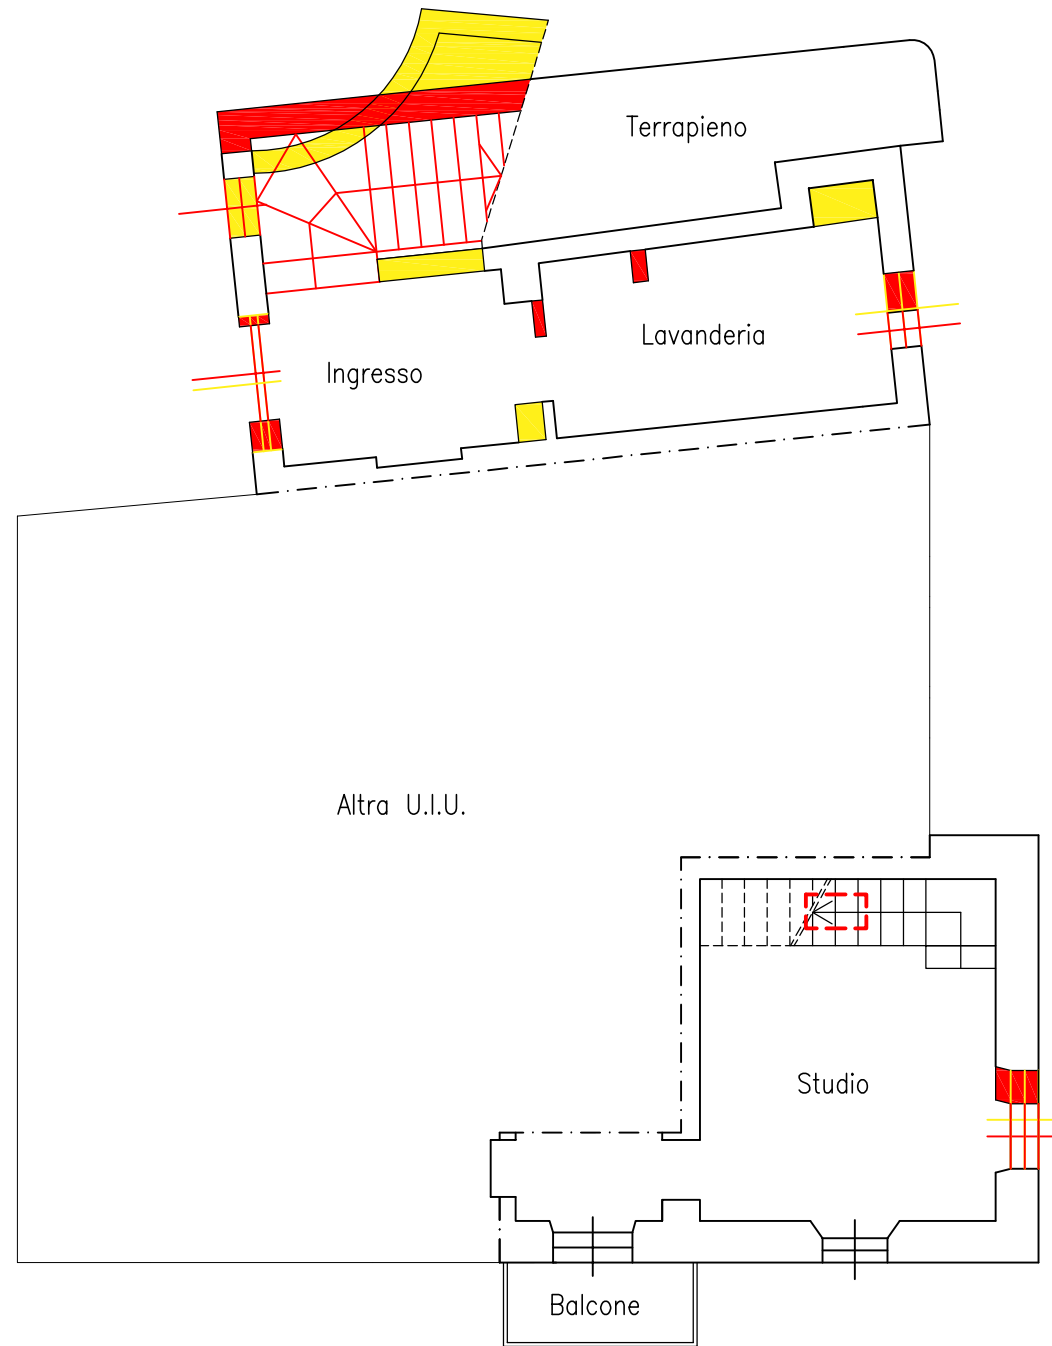 Terrapieno
Lavanderia
Ingresso
Altra U.I.U.
Studio
Balcone